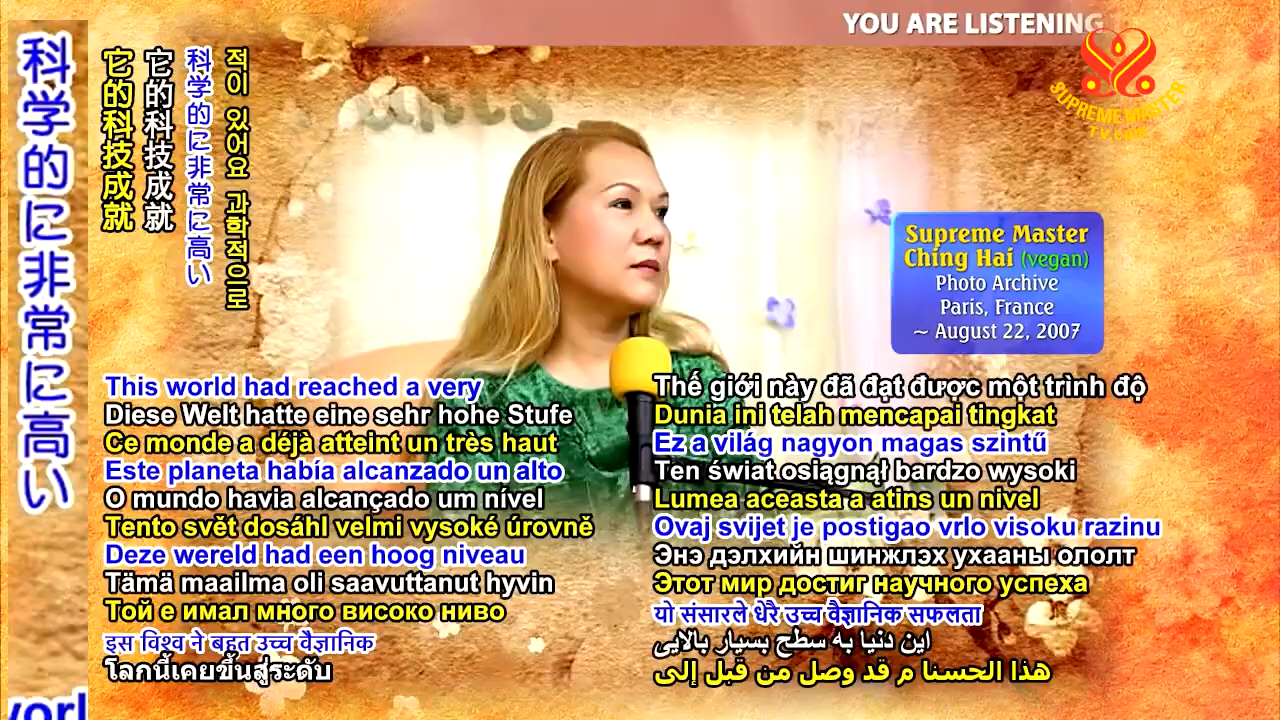 YOU ARE LISTENING
SUPREME MASTER
TV.com
科学的に非常に高い
它的科技成就
它的科技成就
科学的に非常に高い
적이 있어요 과학적으로
Supreme Master
Ching Hai (vegan)
Photo Archive
Paris, France
~ August 22, 2007
This world had reached a very
Diese Welt hatte eine sehr hohe Stufe
Ce monde a déjà atteint un très haut
Este planeta había alcanzado un alto
O mundo havia alcançado um nível
Tento svět dosáhl velmi vysoké úrovně
Deze wereld had een hoog niveau
Tämä maailma oli saavuttanut hyvin
Той е имал много високо ниво
इस विश्व ने बहुत उच्च वैज्ञानिक
โลกนี้เคยขึ้นสู่ระดับ
Thế giới này đã đạt được một trình độ
Dunia ini telah mencapai tingkat
Ez a világ nagyon magas szintű
Ten świat osiągnął bardzo wysoki
Lumea aceasta a atins un nivel
Ovaj svijet je postigao vrlo visoku razinu
Энэ дэлхийн шинжлэх ухааны ололт
Этот мир достиг научного успеха
यो संसारले धेरै उच्च वैज्ञानिक सफलता
این دنیا به سطح بسیار بالایی
هذا الحسنا م قد وصل من قبل إلى